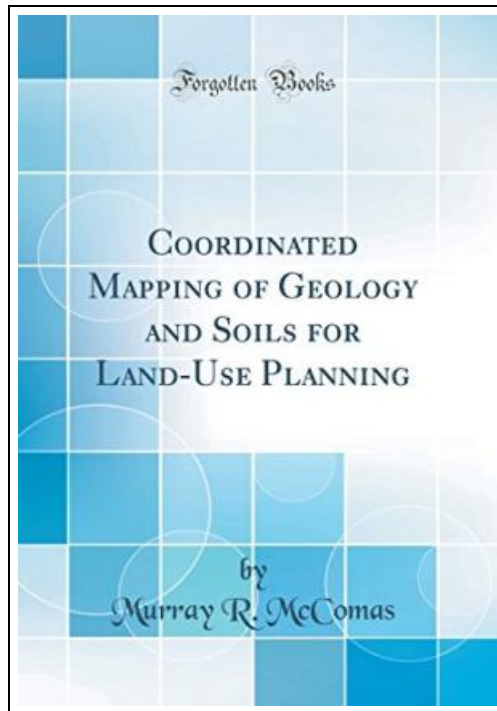 Forgotten Books
Coordinated
Mapping of Geology
and Soils for
Land-Use Planning
by
Murray R. McComas